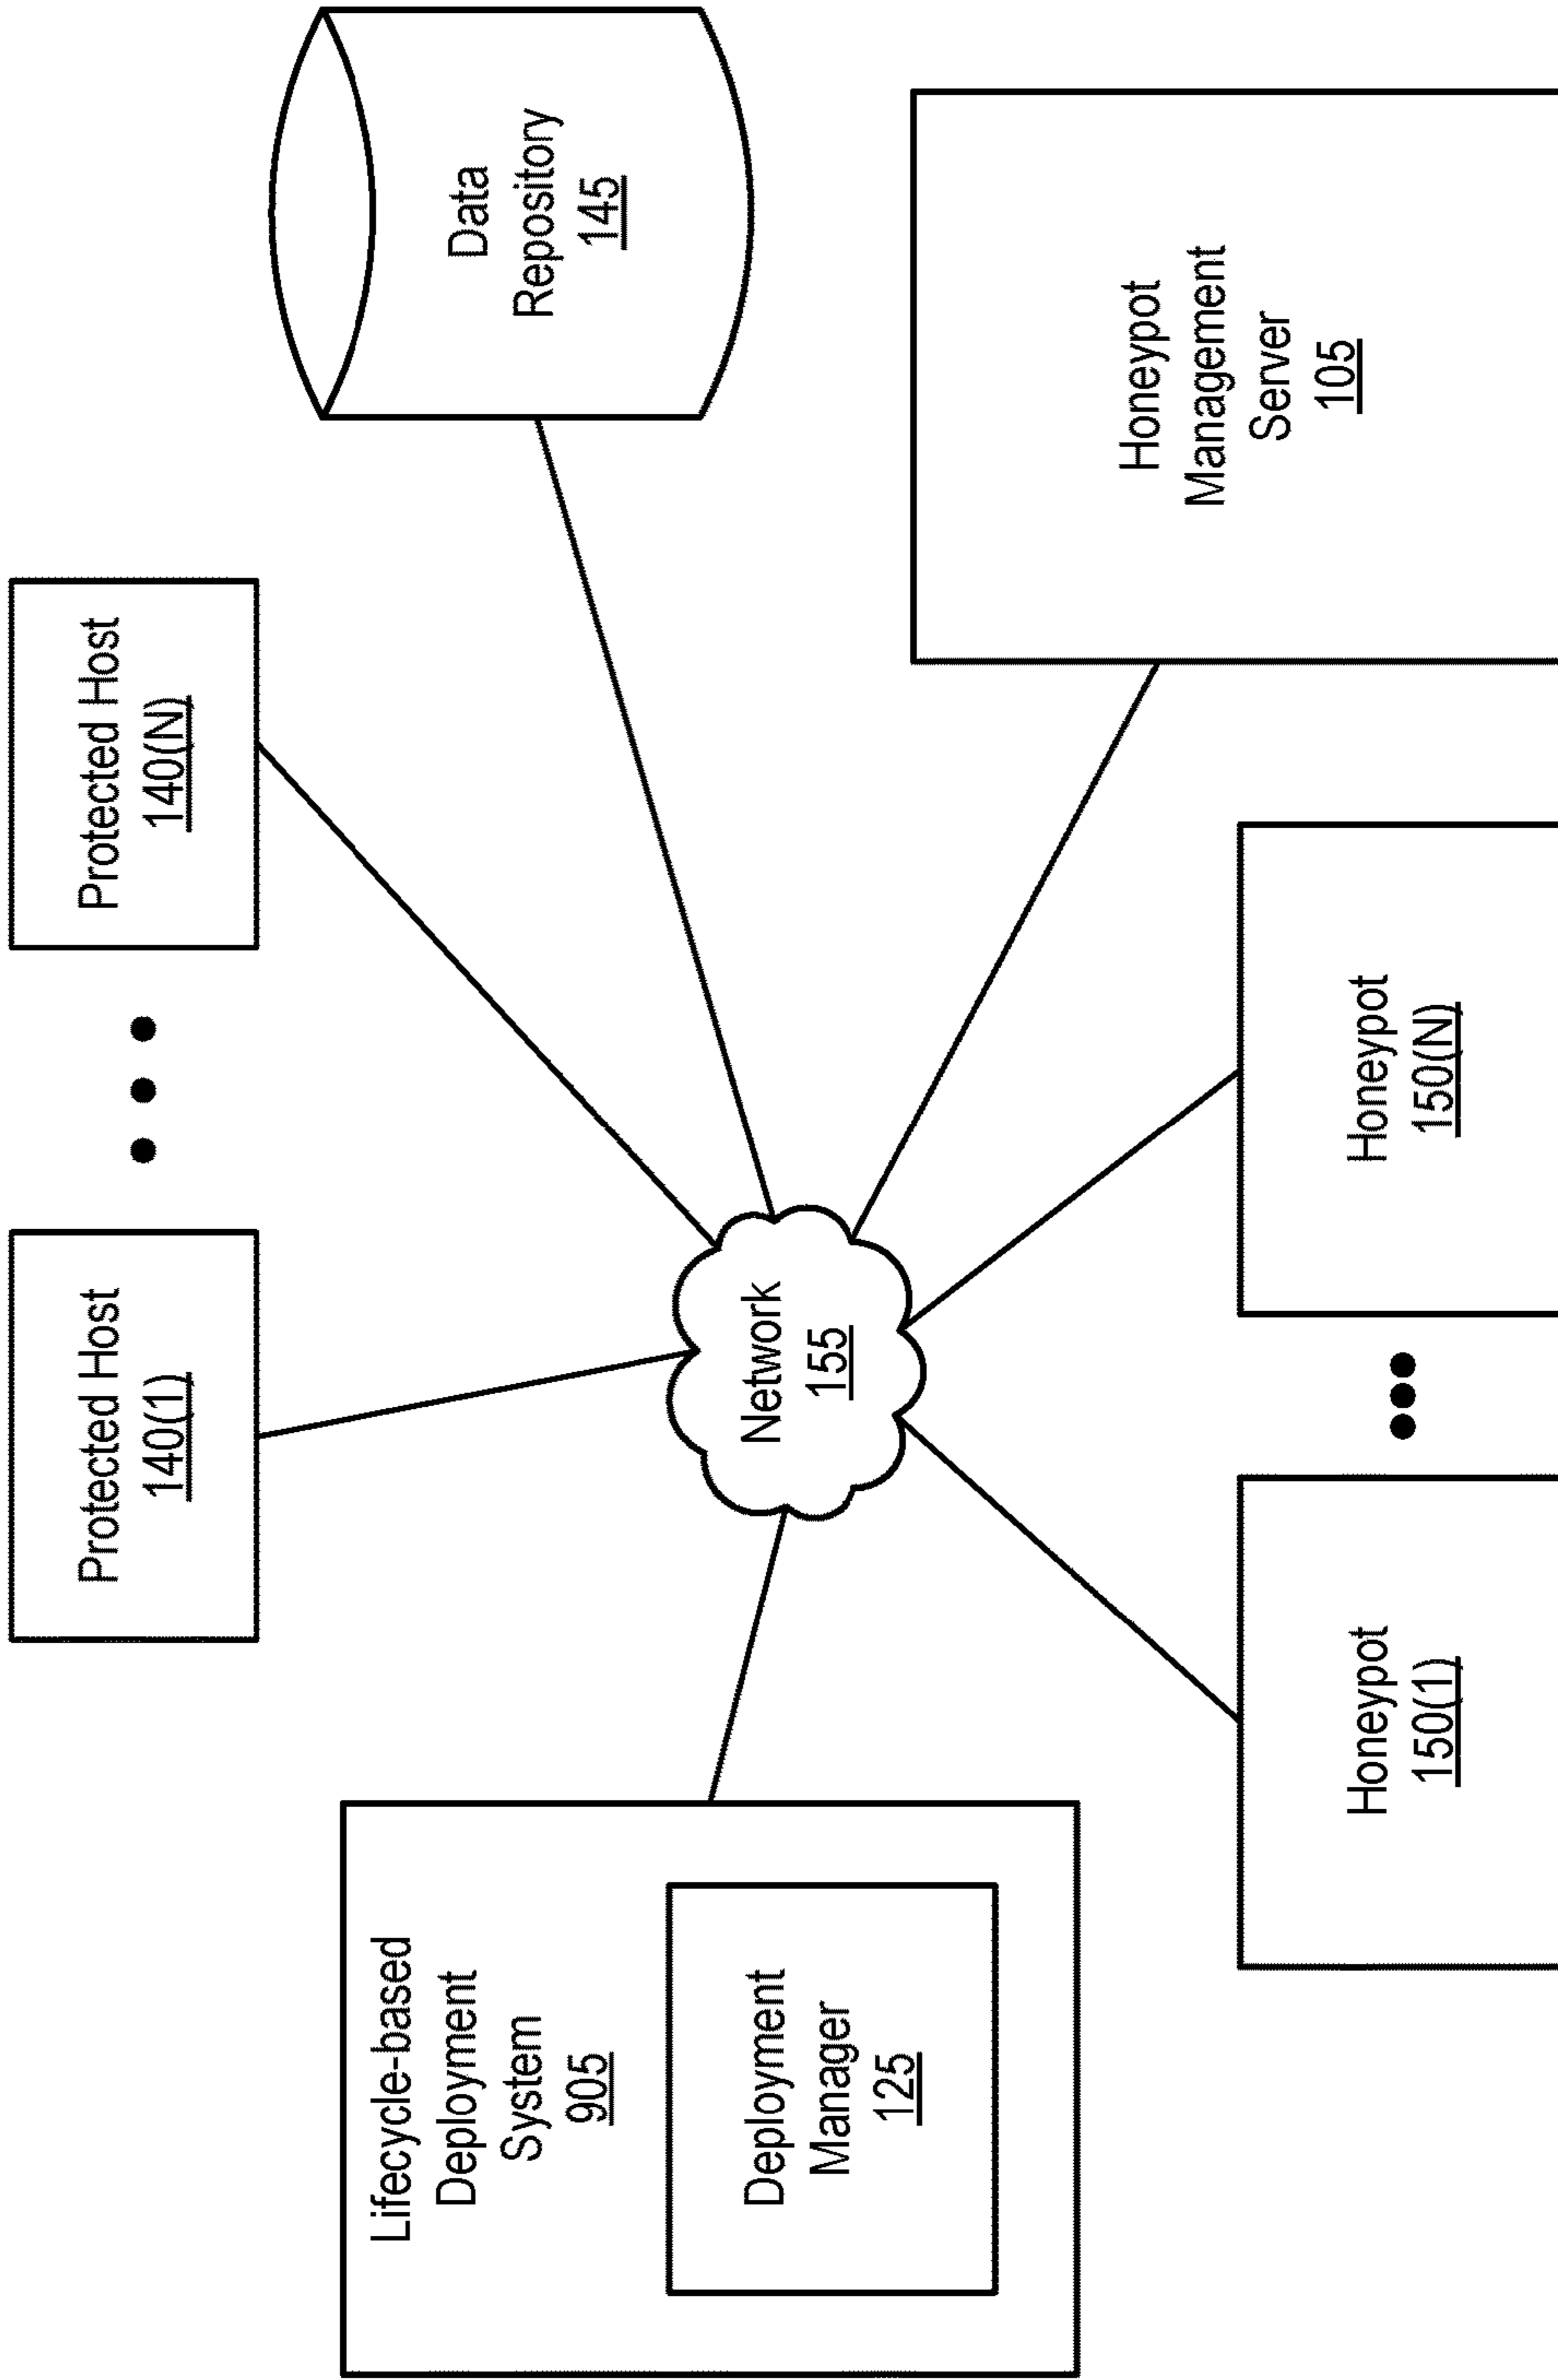 Protected Host
140(1)
Protected Host
140(N)
Data
Repository
145
Lifecycle-based
Deployment
System
905
Deployment
Manager
125
Network
155
Honeypot
Management
Server
105
Honeypot
150(1)
Honeypot
150(N)